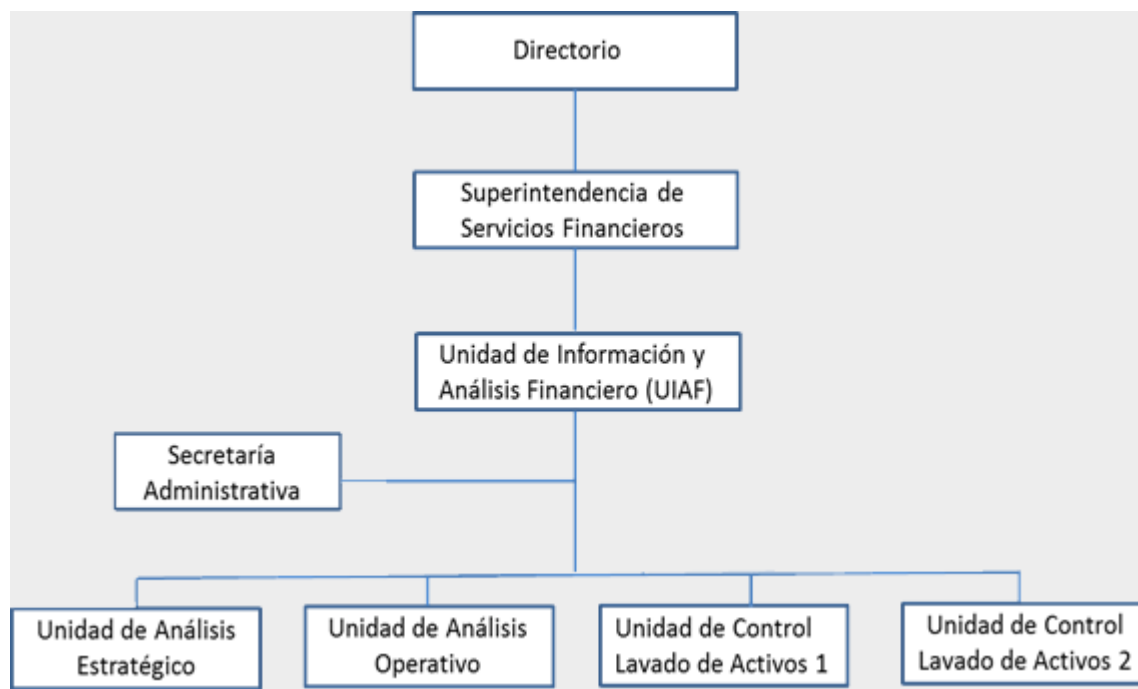 Directorio
Superintendencia de
Servicios Financieros
Unidad de Información y
Análisis Financiero (UIAF)
Secretaría
Administrativa
Unidad de Análisis
Estratégico
Unidad de Análisis
Operativo
Unidad de Control
Lavado de Activos 1
Unidad de Control
Lavado de Activos 2